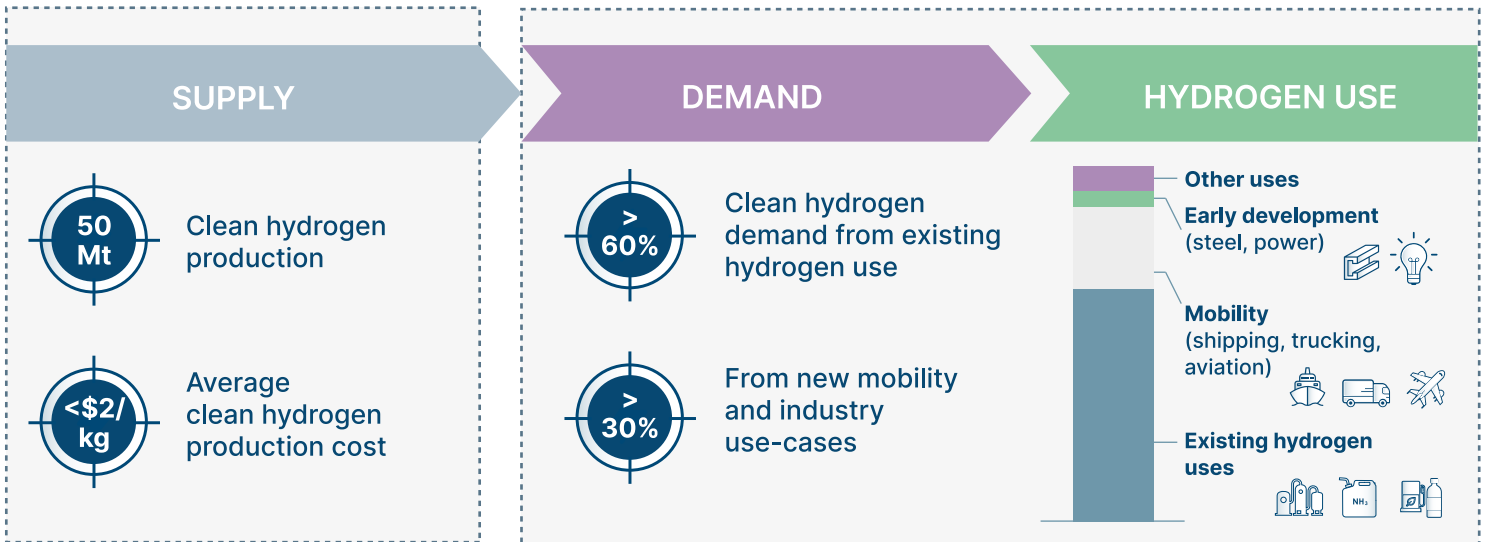 SUPPLY
50
Mt
Clean hydrogen
production
<$2/
kg
Average
clean hydrogen
production cost
DEMAND
>
60%
Clean hydrogen
demand from existing
hydrogen use
>
30%
From new mobility
and industry
use-cases
HYDROGEN USE
Other uses
Early development
(steel, power)
Mobility
(shipping, trucking,
aviation)
Existing hydrogen
uses
NH₃